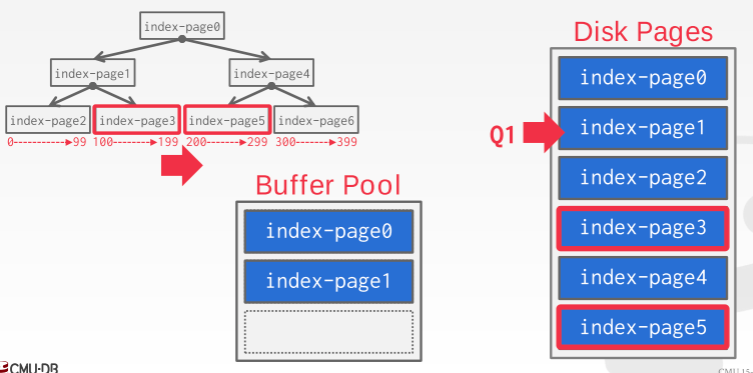 index-page0
Disk Pages
index-page1
index-page4
index-page0
index-page2
index-page3
index-page5
index-page6
Q1
index-page1
0
99
100
199
200
299
300
399
index-page2
Buffer Pool
index-page0
index-page3
index-page1
index-page4
index-page5
CMU·DB
CMU 15-